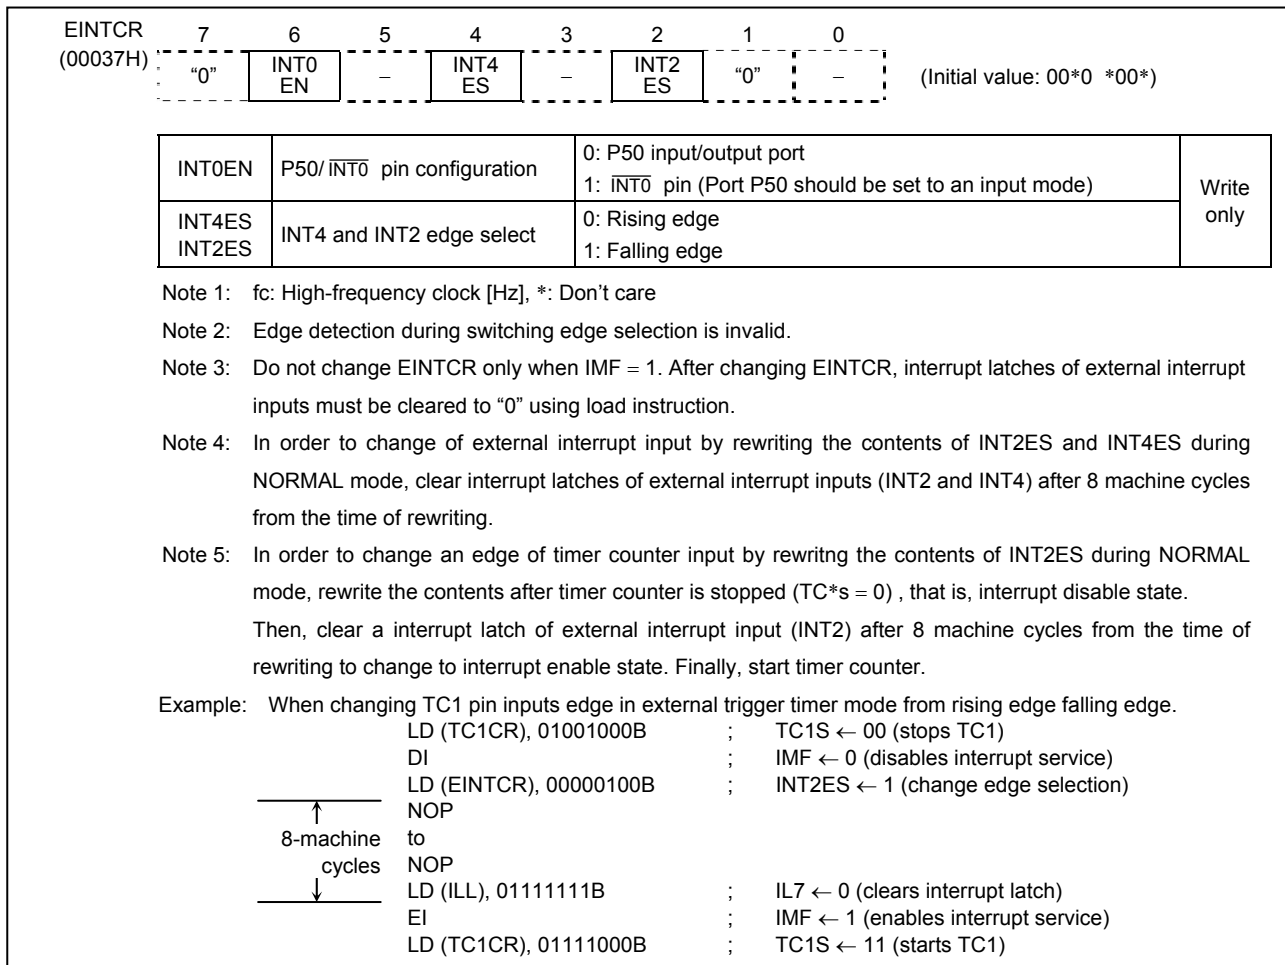 EINTCR 7 6 5 4 3 2 1 0
(00037H) “0” INT0 EN – INT4 ES – INT2 ES “0” – (Initial value: 00*0 *00*)
INT0EN P50/ INT0 pin configuration 0: P50 input/output port
1: INT0 pin (Port P50 should be set to an input mode) Write only
INT4ES INT2ES INT4 and INT2 edge select 0: Rising edge
1: Falling edge
Note 1: fc: High-frequency clock [Hz], *: Don’t care
Note 2: Edge detection during switching edge selection is invalid.
Note 3: Do not change EINTCR only when IMF = 1. After changing EINTCR, interrupt latches of external interrupt
inputs must be cleared to “0” using load instruction.
Note 4: In order to change of external interrupt input by rewriting the contents of INT2ES and INT4ES during
NORMAL mode, clear interrupt latches of external interrupt inputs (INT2 and INT4) after 8 machine cycles
from the time of rewriting.
Note 5: In order to change an edge of timer counter input by rewritng the contents of INT2ES during NORMAL
mode, rewrite the contents after timer counter is stopped (TC*s = 0) , that is, interrupt disable state.
Then, clear a interrupt latch of external interrupt input (INT2) after 8 machine cycles from the time of
rewriting to change to interrupt enable state. Finally, start timer counter.
Example: When changing TC1 pin inputs edge in external trigger timer mode from rising edge falling edge.
LD (TC1CR), 01001000B ; TC1S ← 00 (stops TC1)
DI ; IMF ← 0 (disables interrupt service)
LD (EINTCR), 00000100B ; INT2ES ← 1 (change edge selection)
NOP
8-machine to
cycles NOP
LD (ILL), 01111111B ; IL7 ← 0 (clears interrupt latch)
EI ; IMF ← 1 (enables interrupt service)
LD (TC1CR), 01111000B ; TC1S ← 11 (starts TC1)